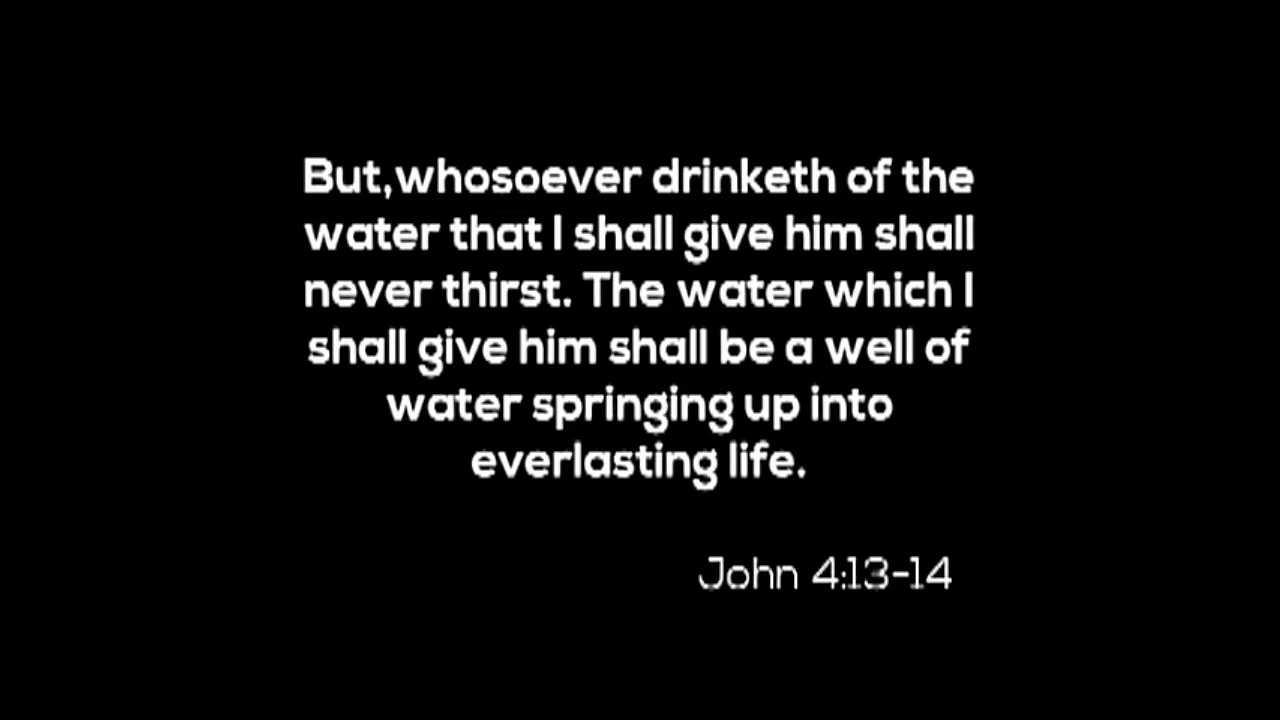 But,whosoever drinketh of the
water that I shall give him shall
never thirst. The water which I
shall give him shall be a well of
water springing up into
everlasting life.
John 4:13-14